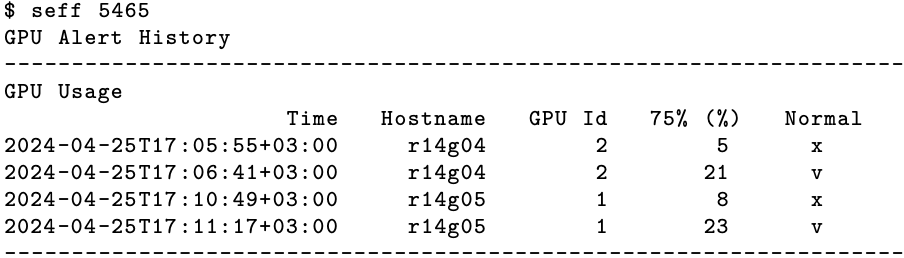 $ seff 5465
GPU Alert History
-------------------------------------------------------------------
GPU Usage
                     Time   Hostname   GPU Id   75% (%)   Normal
2024-04-25T17:05:55+03:00     r14g04        2         5     x
2024-04-25T17:06:41+03:00     r14g04        2        21     v
2024-04-25T17:10:49+03:00     r14g05        1         8     x
2024-04-25T17:11:17+03:00     r14g05        1        23     v
-------------------------------------------------------------------